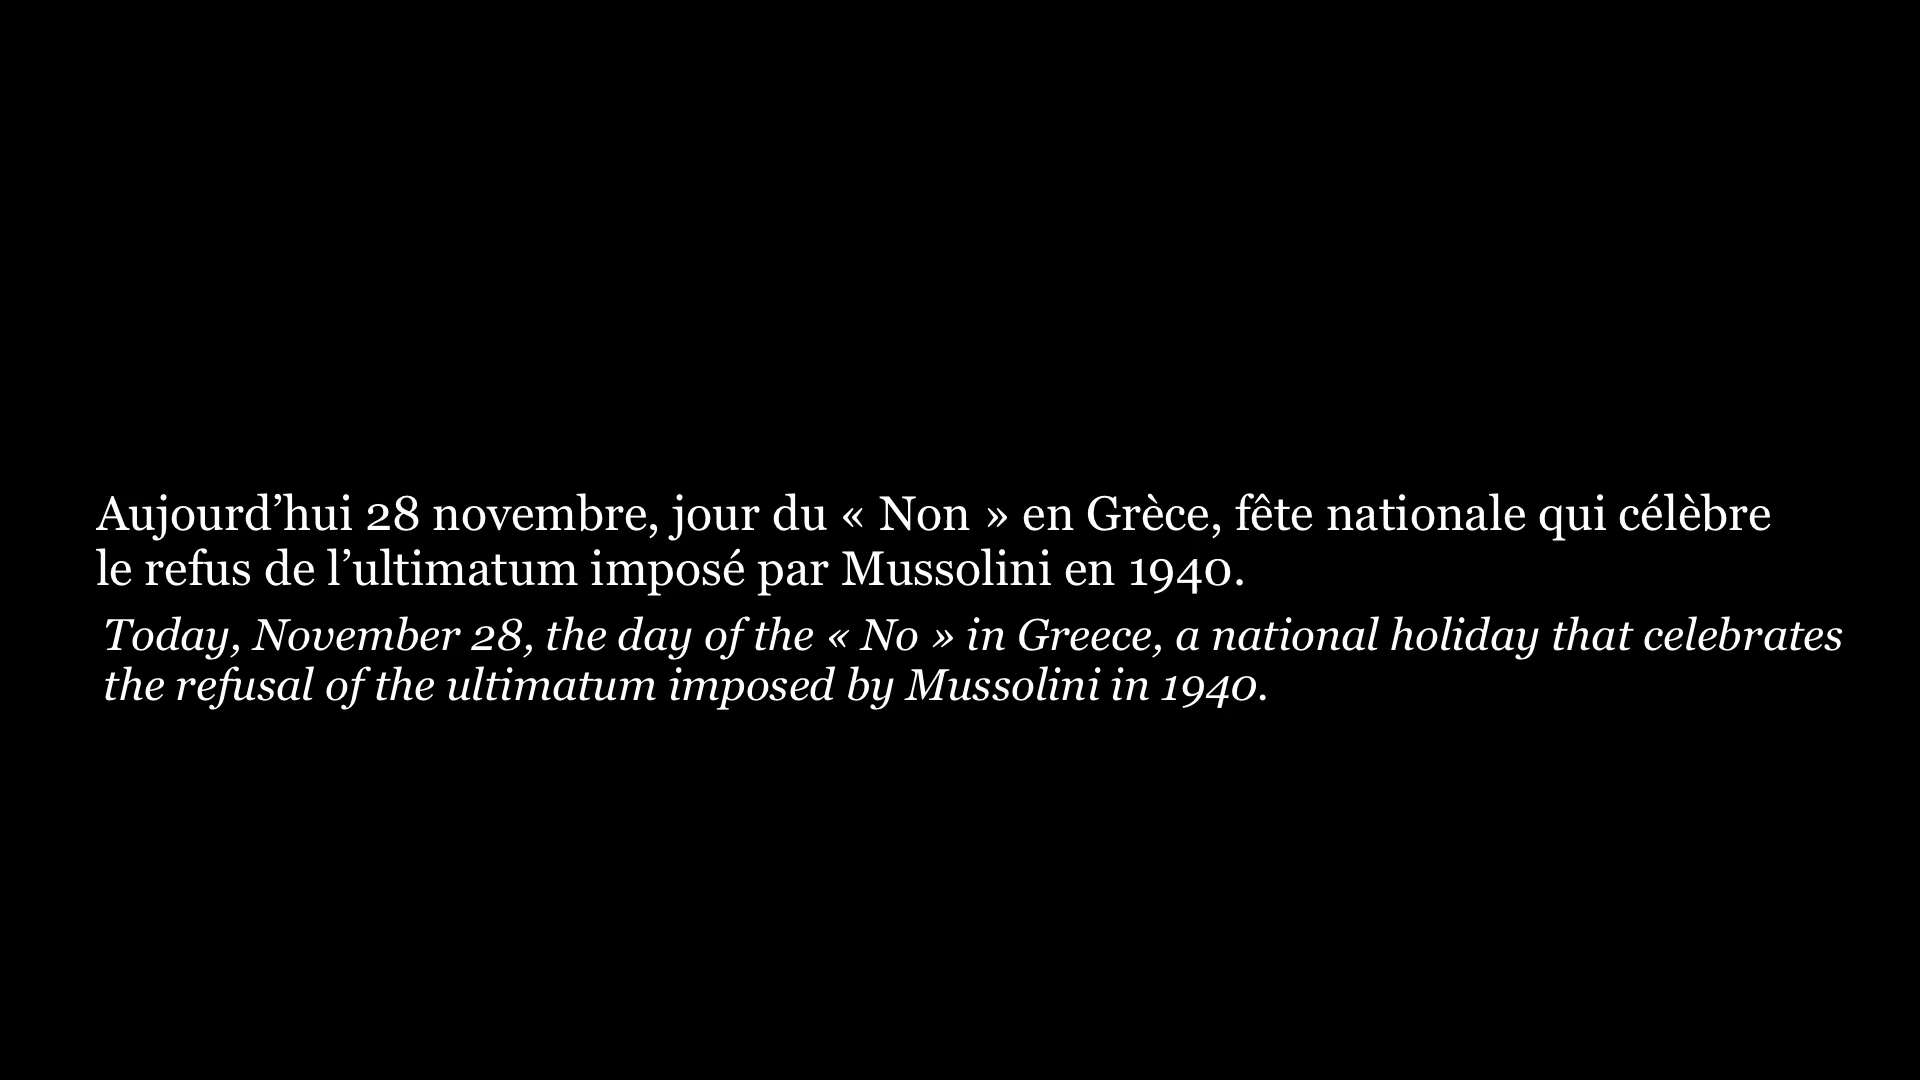 Aujourd’hui 28 novembre, jour du « Non » en Grèce, fête nationale qui célèbre
le refus de l’ultimatum imposé par Mussolini en 1940.
Today, November 28, the day of the « No » in Greece, a national holiday that celebrates
the refusal of the ultimatum imposed by Mussolini in 1940.